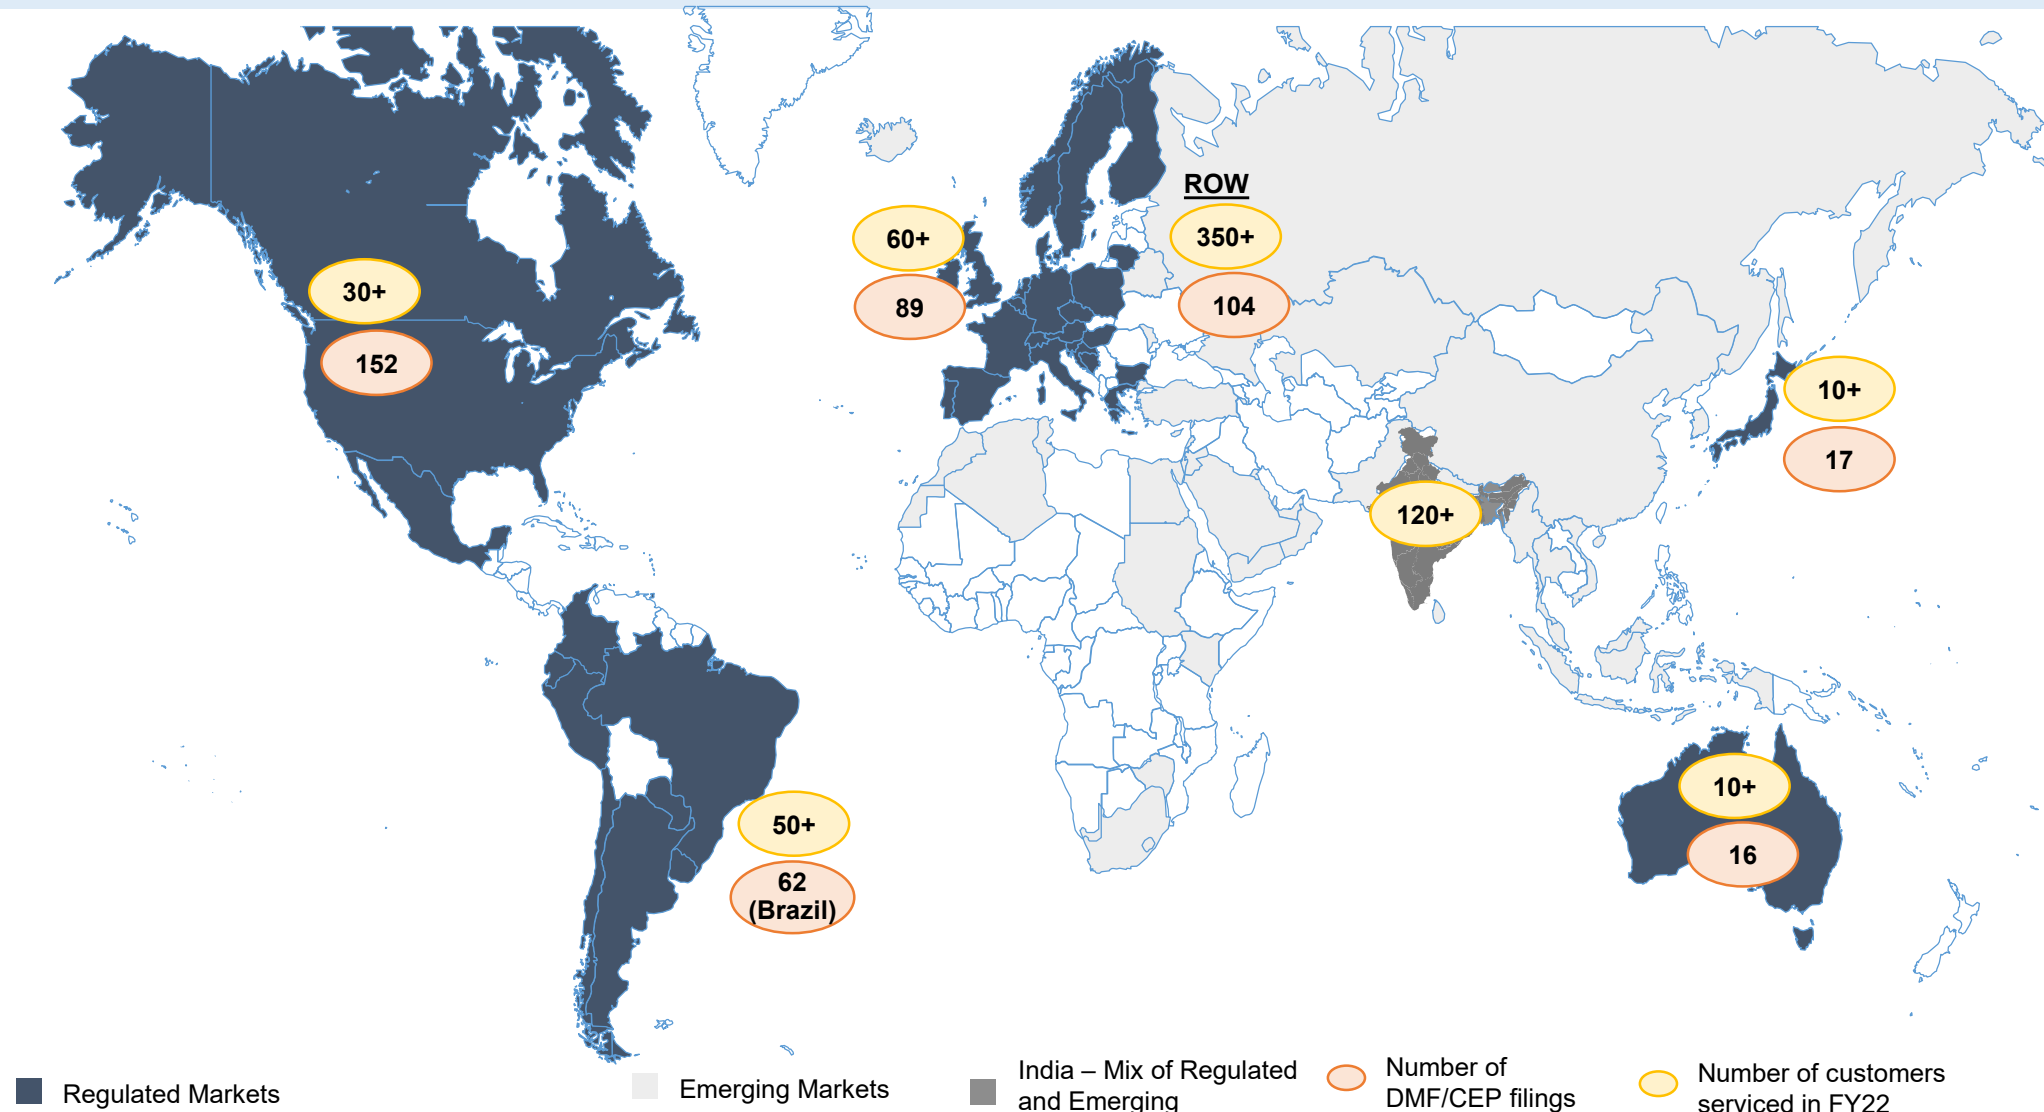 ROW
60+
350+
30+
89
104
152
10+
17
120+
10+
50+
16
62
(Brazil)
Regulated Markets
Emerging Markets
India – Mix of Regulated
and Emerging
Number of
DMF/CEP filings
Number of customers
serviced in FY22